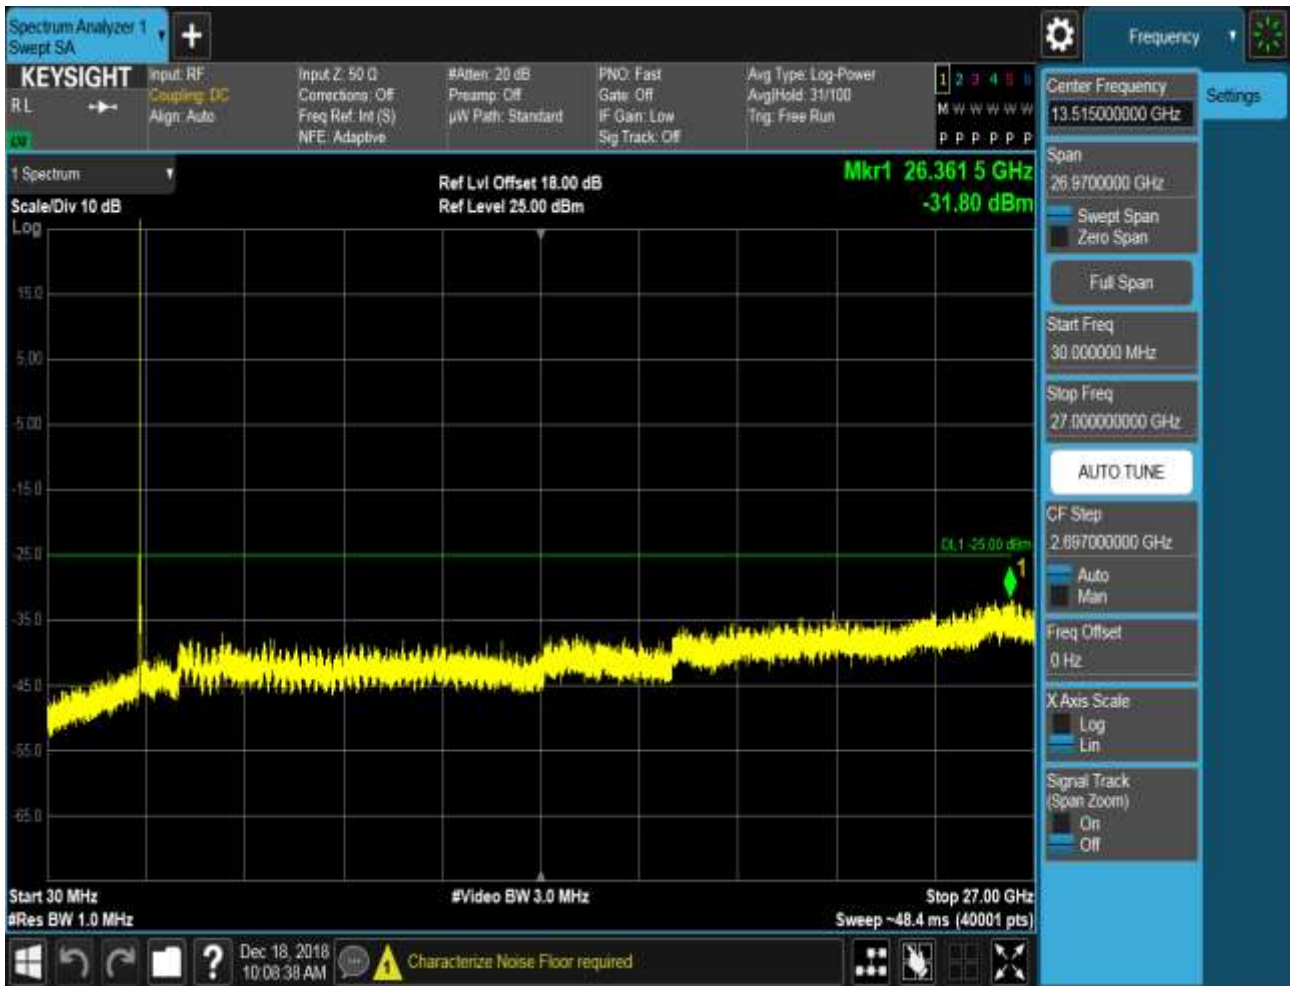 Spectrum Analyzer 1
Swept SA
+
Frequency
KEYSIGHT
R L
Input: RF
Coupling: DC
Align: Auto
Input Z: 50 Ω
Corrections: Off
Freq Ref: Int (S)
NFE: Adaptive
#Atten: 20 dB
Preamp: Off
µW Path: Standard
PNO: Fast
Gate: Off
IF Gain: Low
Sig Track: Off
Avg Type: Log-Power
Avg|Hold: 31/100
Trig: Free Run
1 2 3 4 5 6
M W W W W W
P P P P P P
1 Spectrum
Scale/Div 10 dB
Log
Ref Lvl Offset 18.00 dB
Ref Level 25.00 dBm
Mkr1 26.361 5 GHz
-31.80 dBm
15.0
5.00
-5.00
-15.0
-25.0
-35.0
-45.0
-55.0
-65.0
DL1 -25.00 dBm
1
Start 30 MHz
#Res BW 1.0 MHz
#Video BW 3.0 MHz
Stop 27.00 GHz
Sweep ~48.4 ms (40001 pts)
Center Frequency
13.515000000 GHz
Settings
Span
26.9700000 GHz
Swept Span
Zero Span
Full Span
Start Freq
30.000000 MHz
Stop Freq
27.000000000 GHz
AUTO TUNE
CF Step
2.697000000 GHz
Auto
Man
Freq Offset
0 Hz
X Axis Scale
Log
Lin
Signal Track
(Span Zoom)
On
Off
?
Dec 18, 2018
10:08:38 AM
1
Characterize Noise Floor required